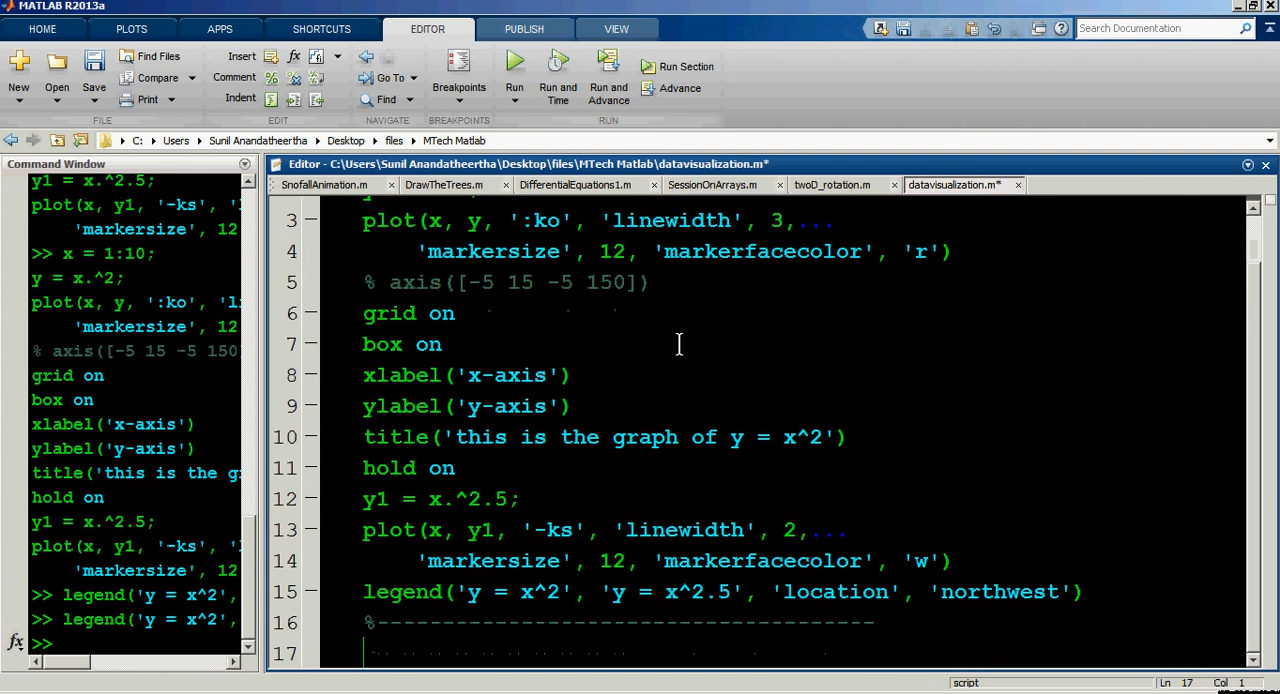 MATLAB R2013a
HOME PLOTS APPS SHORTCUTS EDITOR PUBLISH VIEW
Search Documentation
New Open Save Find Files Compare Print
Insert Comment Indent
Go To Find
Breakpoints
Run Run and Time Run and Advance Run Section Advance
FILE EDIT NAVIGATE BREAKPOINTS RUN
C: Users Sunil Anandatheertha Desktop files MTech Matlab
Command Window
y1 = x.^2.5;
plot(x, y1, '-ks', '
'markersize', 12
>> x = 1:10;
y = x.^2;
plot(x, y, ':ko', 'l
'markersize', 12
% axis([-5 15 -5 150]
grid on
box on
xlabel('x-axis')
ylabel('y-axis')
title('this is the g
hold on
y1 = x.^2.5;
plot(x, y1, '-ks', '
'markersize', 12
>> legend('y = x^2',
>> legend('y = x^2',
fx >>
Editor - C:\Users\Sunil Anandatheertha\Desktop\files\MTech Matlab\datavisualization.m*
SnofallAnimation.m DrawTheTrees.m DifferentialEquations1.m SessionOnArrays.m twoD_rotation.m datavisualization.m*
3 plot(x, y, ':ko', 'linewidth', 3,...
4 'markersize', 12, 'markerfacecolor', 'r')
5 % axis([-5 15 -5 150])
6 grid on
7 box on
8 xlabel('x-axis')
9 ylabel('y-axis')
10 title('this is the graph of y = x^2')
11 hold on
12 y1 = x.^2.5;
13 plot(x, y1, '-ks', 'linewidth', 2,...
14 'markersize', 12, 'markerfacecolor', 'w')
15 legend('y = x^2', 'y = x^2.5', 'location', 'northwest')
16 %---------------------------------------
17
script Ln 17 Col 1